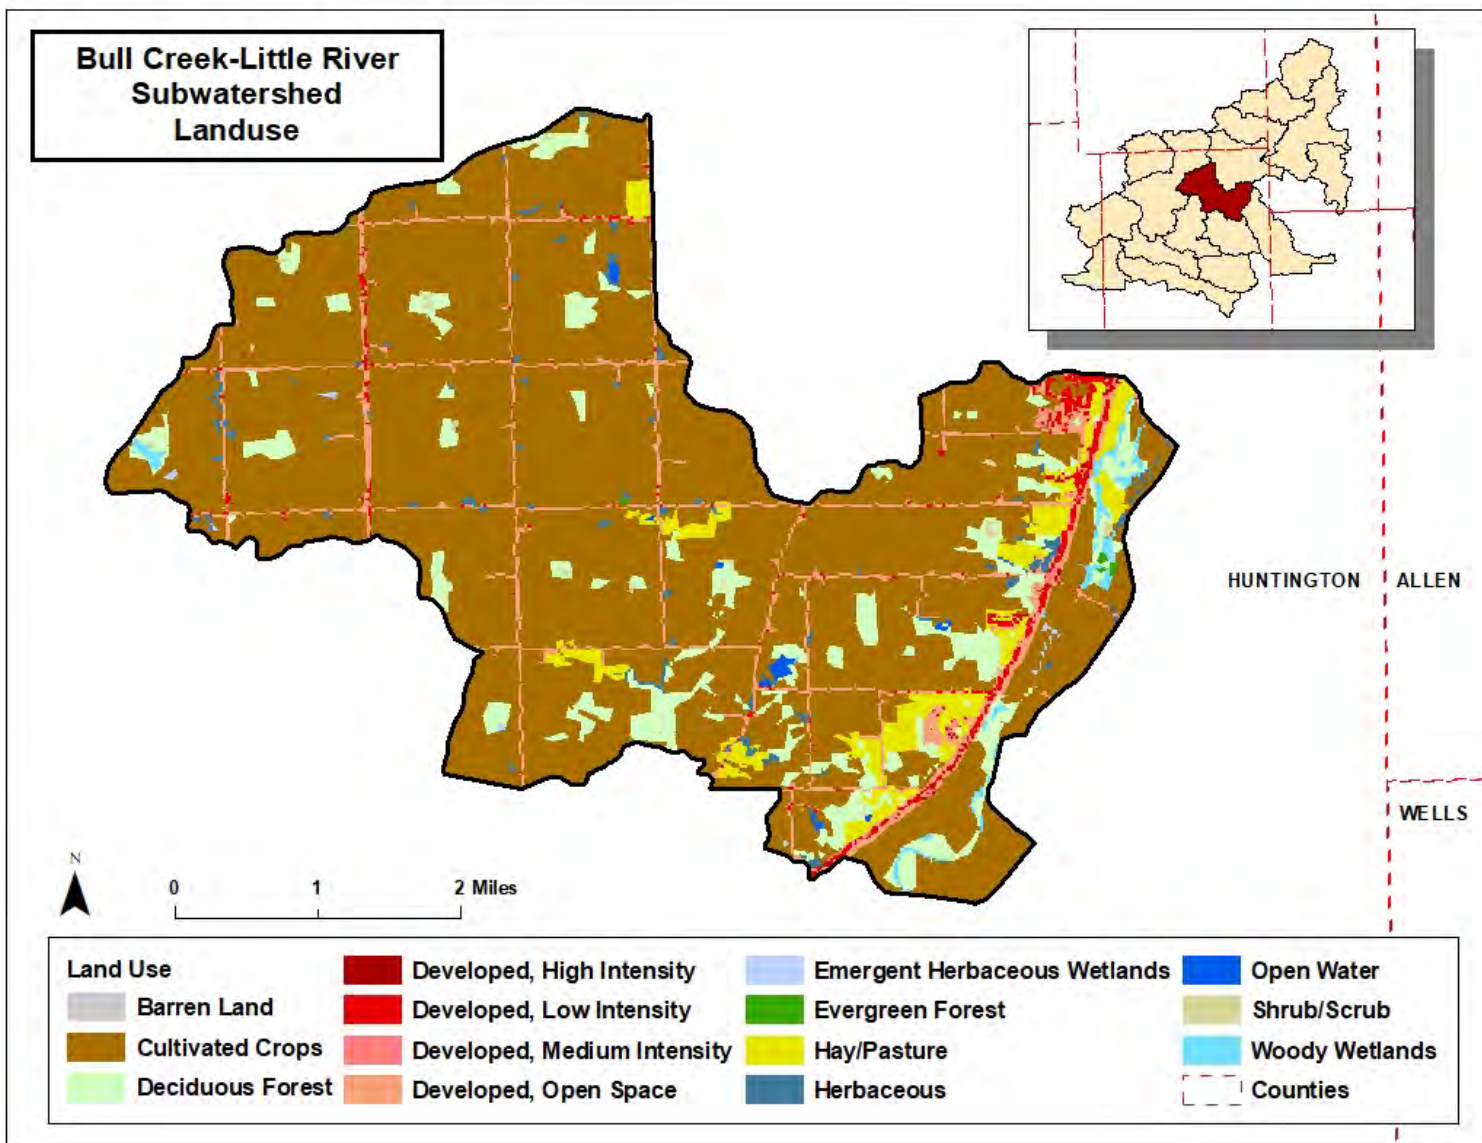 Bull Creek-Little River
Subwatershed
Landuse
HUNTINGTON
ALLEN
WELLS
N
0 1 2 Miles
Land Use
Barren Land
Cultivated Crops
Deciduous Forest
Developed, High Intensity
Developed, Low Intensity
Developed, Medium Intensity
Developed, Open Space
Emergent Herbaceous Wetlands
Evergreen Forest
Hay/Pasture
Herbaceous
Open Water
Shrub/Scrub
Woody Wetlands
Counties